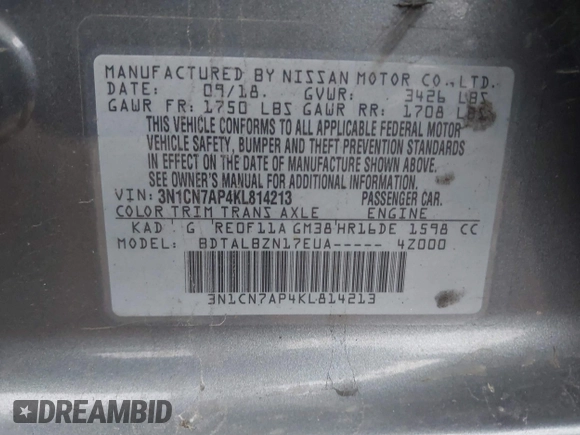 MANUFACTURED BY NISSAN MOTOR CO., LTD.
DATE: 09/18. GVWR: 3426 LBS
GAWR FR: 1750 LBS GAWR RR: 1708 LBS
THIS VEHICLE CONFORMS TO ALL APPLICABLE FEDERAL MOTOR
VEHICLE SAFETY, BUMPER AND THEFT PREVENTION STANDARDS
IN EFFECT ON THE DATE OF MANUFACTURE SHOWN ABOVE.
SEE OWNER'S MANUAL FOR ADDITIONAL INFORMATION.
VIN: 3N1CN7AP4KL814213 PASSENGER CAR.
COLOR TRIM TRANS AXLE ENGINE
KAD G RE0F11A GM38 HR16DE 1598 CC
MODEL: BDTALBZN17EUA----- 4Z000
3N1CN7AP4KL814213
DREAMBID